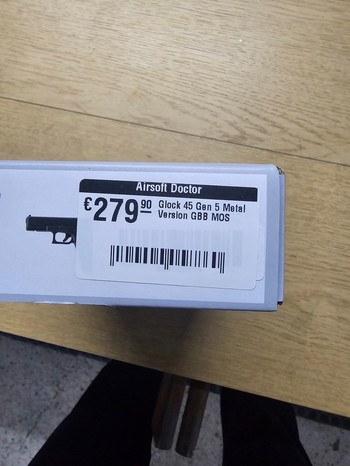 Airsoft Doctor
€279 90 Glock 45 Gen 5 Metal
Version GBB MOS